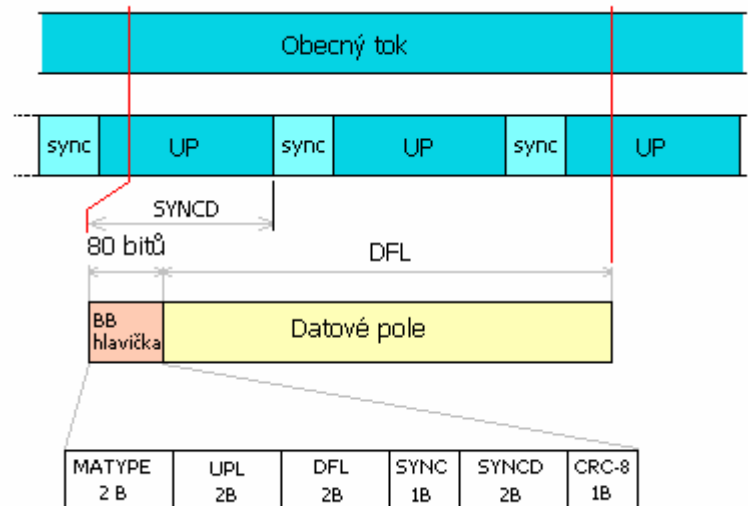 Obecný tok
sync UP sync UP sync UP
SYNCD
80 bitů DFL
BB
hlavička
Datové pole
MATYPE UPL DFL SYNC SYNCD CRC-8
2 B 2B 2B 1B 2B 1B